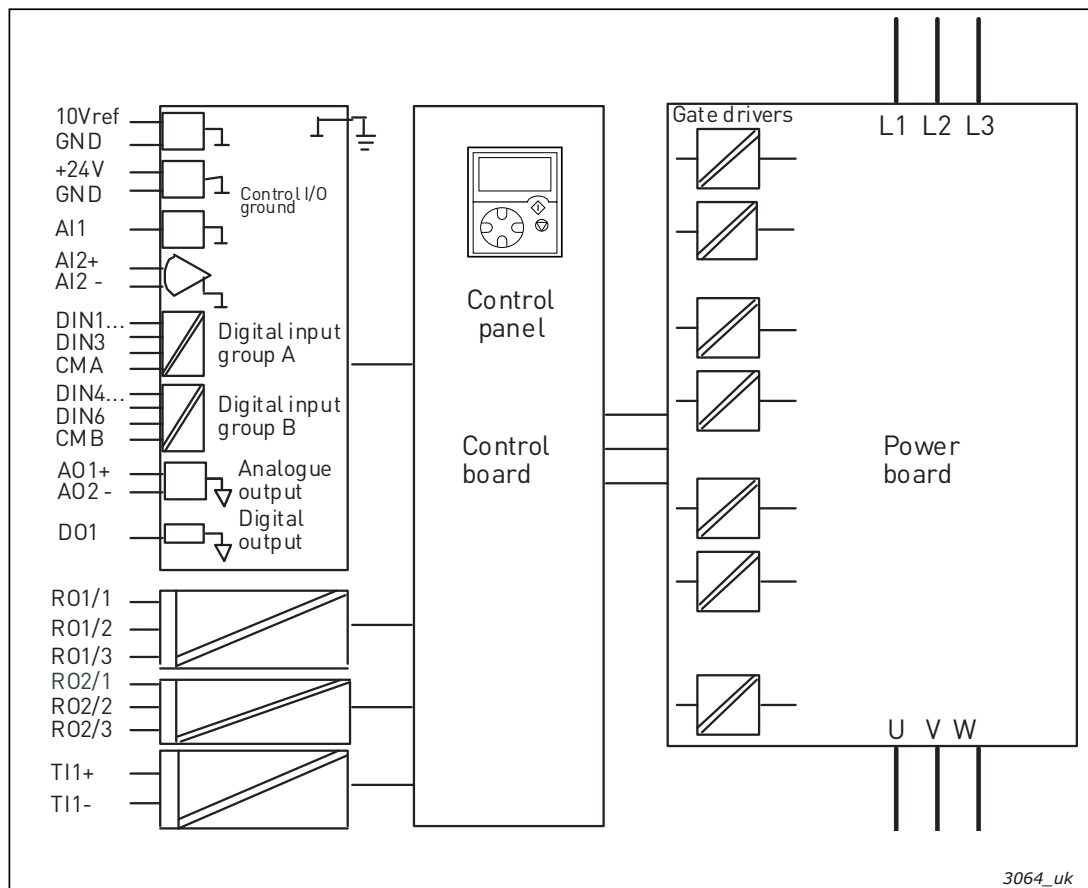 10Vref
GND
+24V
GND
Control I/O
ground
AI1
AI2+
AI2 -
DIN1...
DIN3
CMA
Digital input
group A
DIN4...
DIN6
CMB
Digital input
group B
AO1+
AO2 -
Analogue
output
DO1
Digital
output
RO1/1
RO1/2
RO1/3
RO2/1
RO2/2
RO2/3
TI1+
TI1-
Control
panel
Control
board
Gate drivers
L1 L2 L3
Power
board
U V W
3064_uk